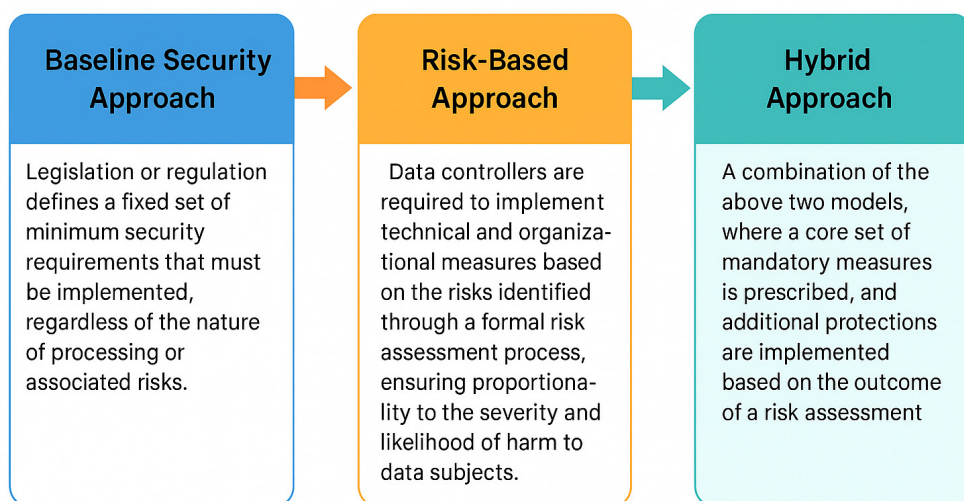 Baseline Security
Approach
Legislation or regulation
defines a fixed set of
minimum security
requirements that must
be implemented,
regardless of the nature
of processing or
associated risks.
Risk-Based
Approach
Data controllers are
required to implement
technical and organiza-
tional measures based
on the risks identified
through a formal risk
assessment process,
ensuring proportiona-
lity to the severity and
likelihood of harm to
data subjects.
Hybrid
Approach
A combination of the
above two models,
where a core set of
mandatory measures
is prescribed, and
additional protections
are implemented
based on the outcome
of a risk assessment